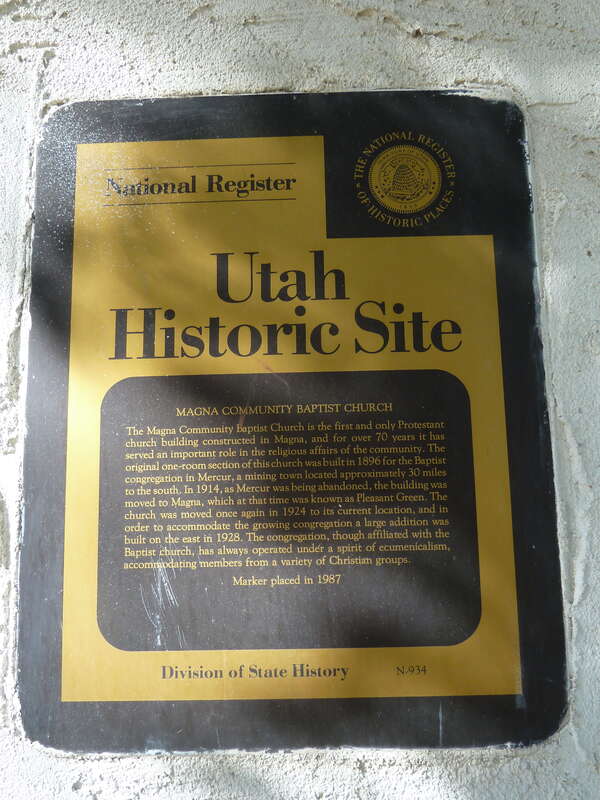 National Register
THE NATIONAL REGISTER
OF HISTORIC PLACES
Utah
Historic Site
MAGNA COMMUNITY BAPTIST CHURCH
The Magna Community Baptist Church is the first and only Protestant
church building constructed in Magna, and for over 70 years it has
served an important role in the religious affairs of the community. The
original one-room section of this church was built in 1896 for the Baptist
congregation in Mercur, a mining town located approximately 30 miles
to the south. In 1914, as Mercur was being abandoned, the building was
moved to Magna, which at that time was known as Pleasant Green. The
church was moved once again in 1924 to its current location, and in
order to accommodate the growing congregation a large addition was
built on the east in 1928. The congregation, though affiliated with the
Baptist church, has always operated under a spirit of ecumenicalism,
accommodating members from a variety of Christian groups.
Marker placed in 1987
Division of State History N-934